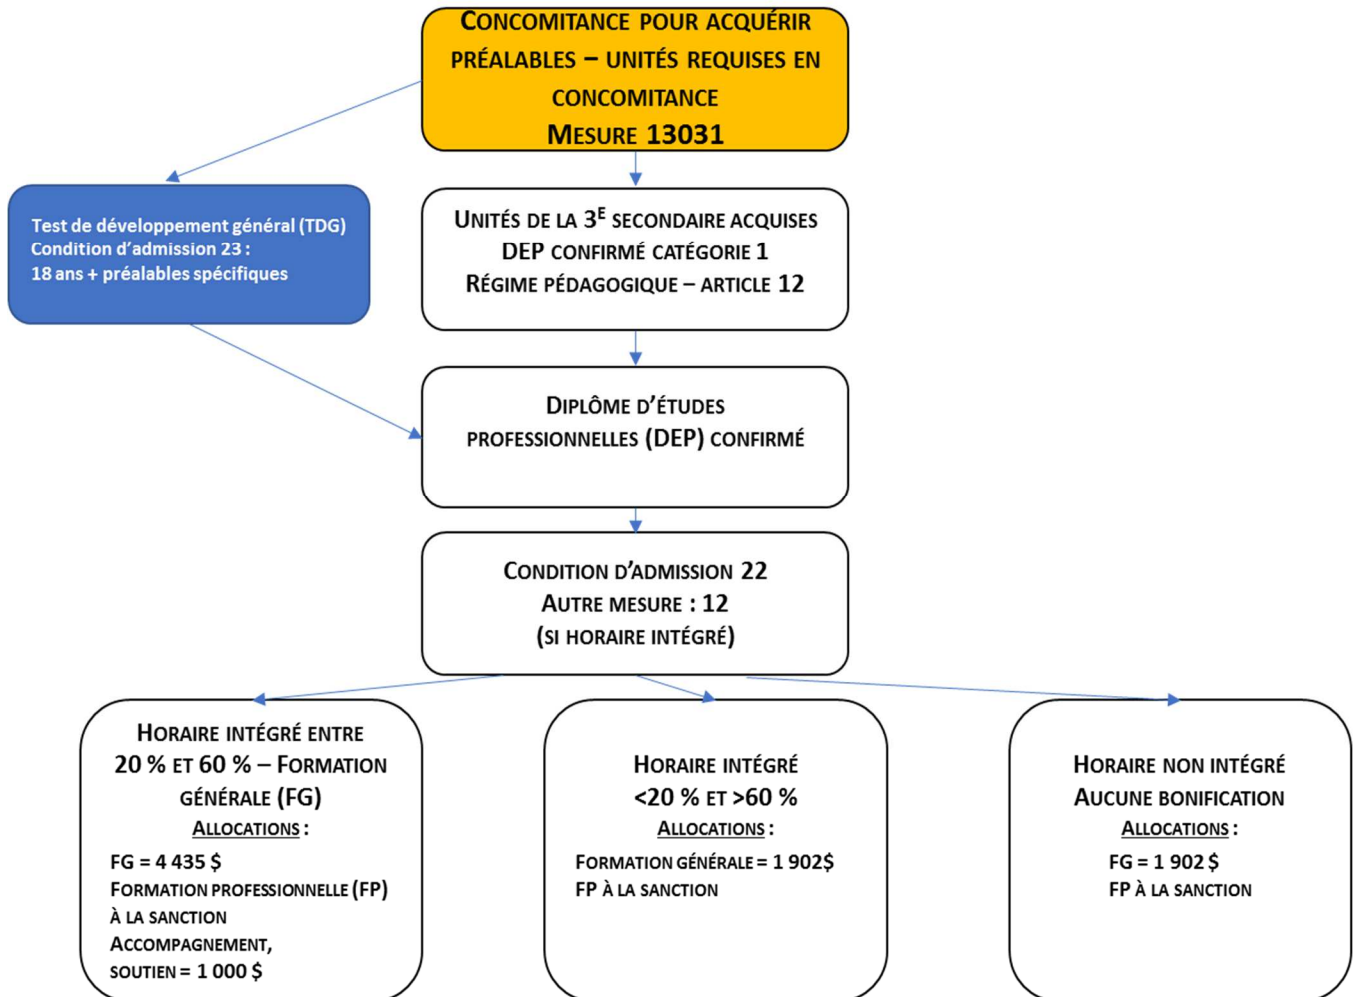 CONCOMITANCE POUR ACQUÉRIR
PRÉALABLES – UNITÉS REQUISES EN
CONCOMITANCE
MESURE 13031
Test de développement général (TDG)
Condition d'admission 23 :
18 ans + préalables spécifiques
UNITÉS DE LA 3E SECONDAIRE ACQUISES
DEP CONFIRMÉ CATÉGORIE 1
RÉGIME PÉDAGOGIQUE – ARTICLE 12
DIPLÔME D'ÉTUDES
PROFESSIONNELLES (DEP) CONFIRMÉ
CONDITION D'ADMISSION 22
AUTRE MESURE : 12
(SI HORAIRE INTÉGRÉ)
HORAIRE INTÉGRÉ ENTRE
20 % ET 60 % – FORMATION
GÉNÉRALE (FG)
ALLOCATIONS :
FG = 4 435 $
FORMATION PROFESSIONNELLE (FP)
À LA SANCTION
ACCOMPAGNEMENT,
SOUTIEN = 1 000 $
HORAIRE INTÉGRÉ
<20 % ET >60 %
ALLOCATIONS :
FORMATION GÉNÉRALE = 1 902$
FP À LA SANCTION
HORAIRE NON INTÉGRÉ
AUCUNE BONIFICATION
ALLOCATIONS :
FG = 1 902 $
FP À LA SANCTION